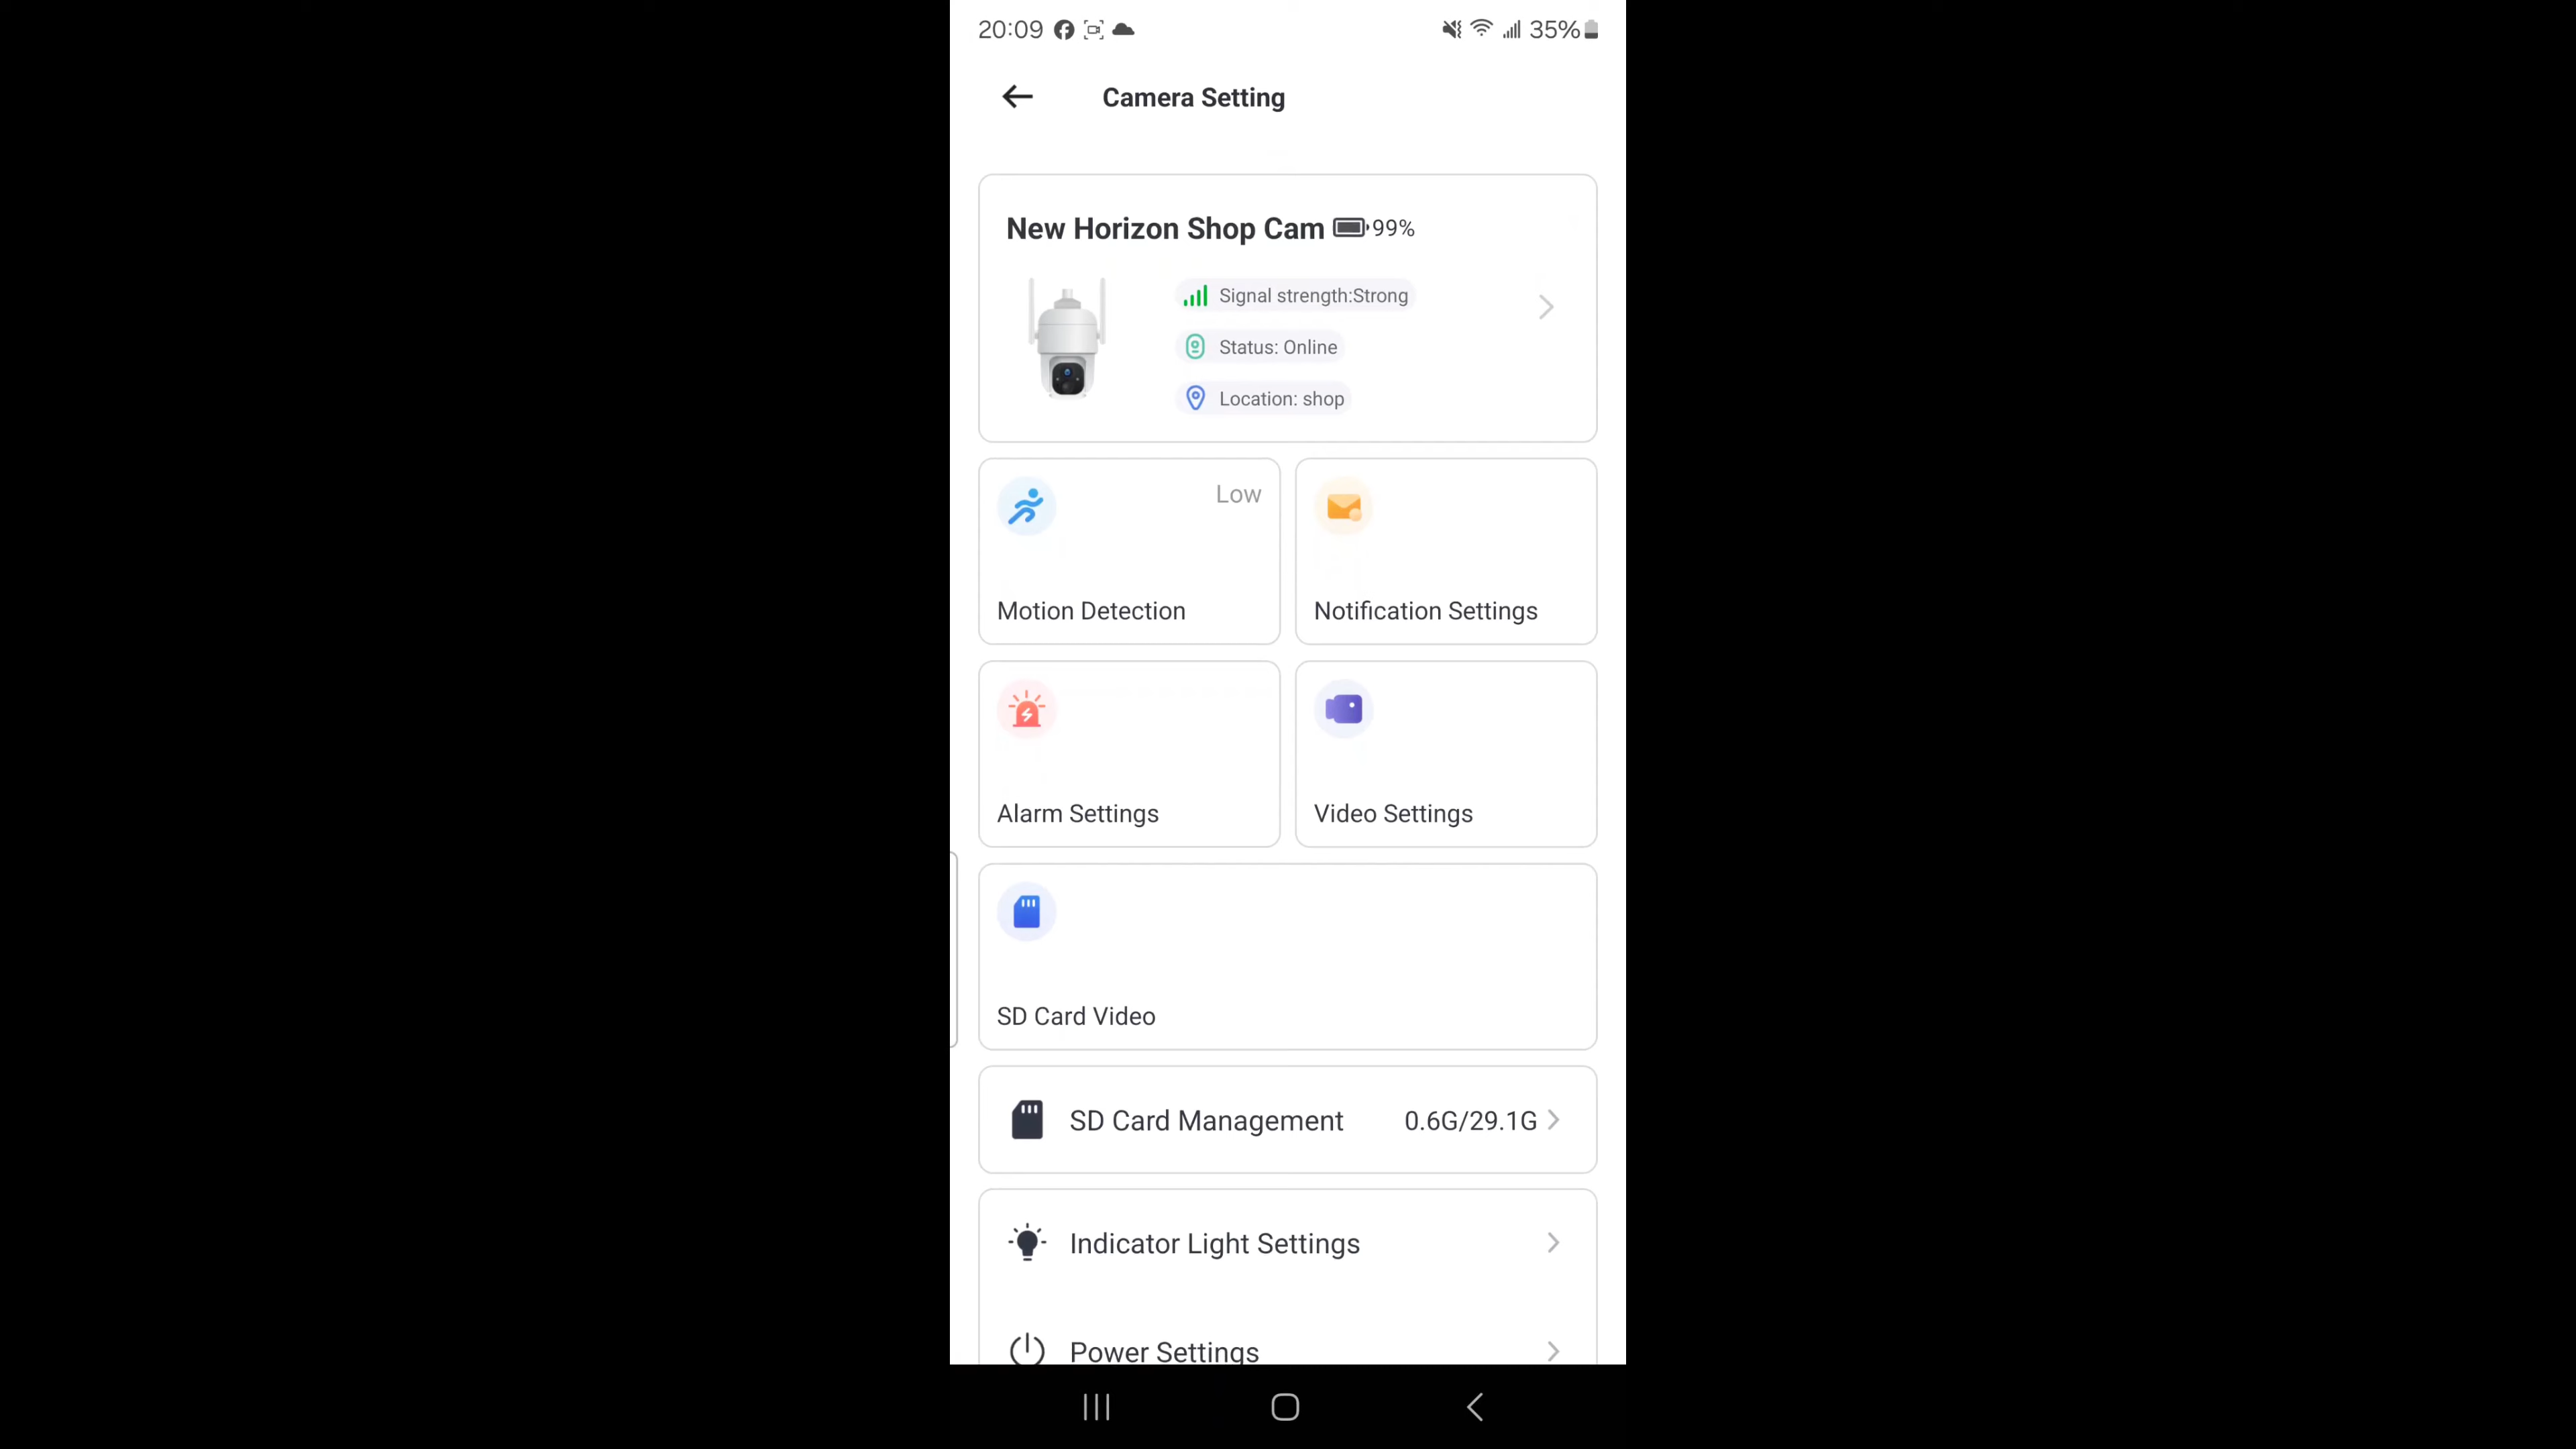 20:09
35%
Camera Setting
New Horizon Shop Cam 99%
Signal strength:Strong
Status: Online
Location: shop
Low
Motion Detection
Notification Settings
Alarm Settings
Video Settings
SD Card Video
SD Card Management 0.6G/29.1G
Indicator Light Settings
Power Settings